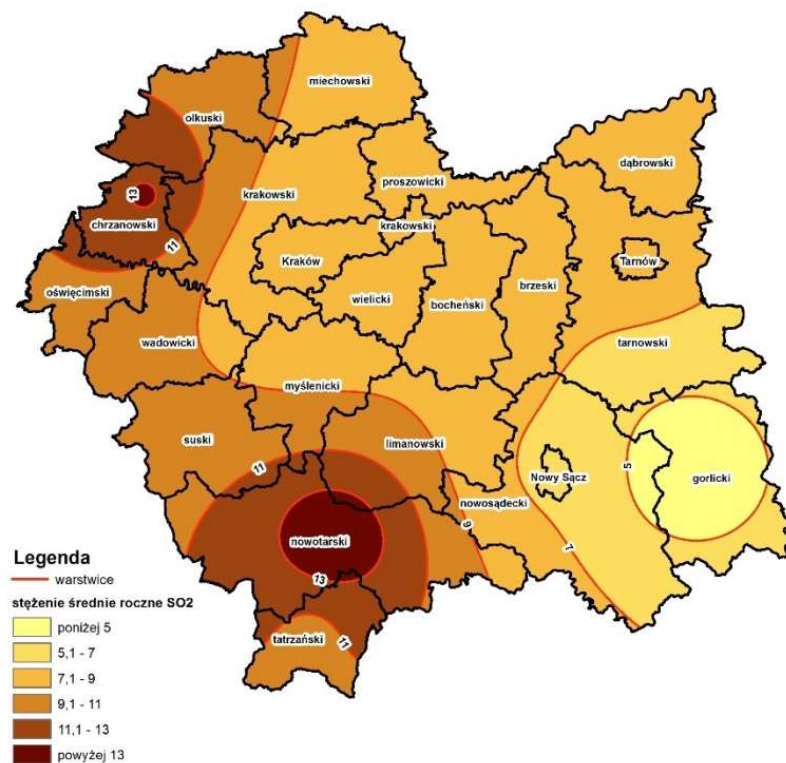 miechowski
olkuski
dąbrowski
proszowicki
krakowski
13
chrzanowski
krakowski
11
Kraków
Tarnów
oświęcimski
wielicki
bocheński
brzeski
wadowicki
tarnowski
myślenicki
suski
limanowski
11
5
Nowy Sącz
gorlicki
nowosądecki
9
nowotarski
7
13
tatrzański
11
Legenda
warstwice
stężenie średnie roczne SO2
poniżej 5
5,1 - 7
7,1 - 9
9,1 - 11
11,1 - 13
powyżej 13